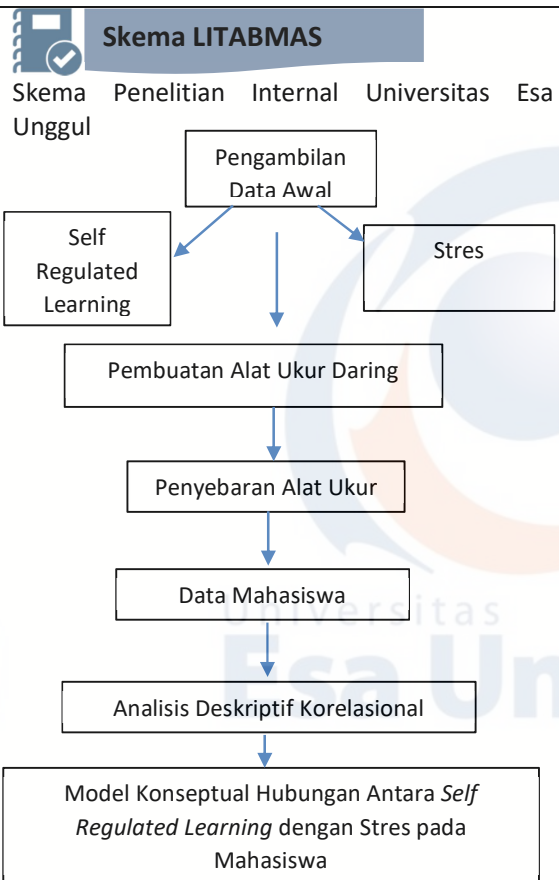 Skema LITABMAS
Skema Penelitian Internal Universitas Esa
Unggul
Pengambilan
Data Awal
Self
Regulated
Learning
Stres
Pembuatan Alat Ukur Daring
Penyebaran Alat Ukur
Data Mahasiswa
Universitas
Esa Un
Analisis Deskriptif Korelasional
Model Konseptual Hubungan Antara Self
Regulated Learning dengan Stres pada
Mahasiswa